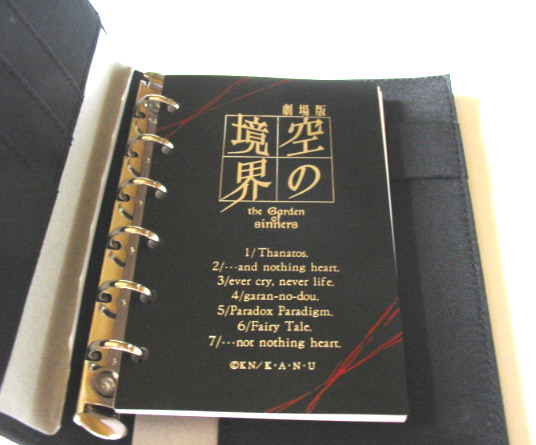 劇場版
空の
境界
the Garden
of
sinners
1/Thanatos.
2/…and nothing heart.
3/ever cry, never life.
4/garan-no-dou.
5/Paradox Paradigm.
6/Fairy Tale.
7/…not nothing heart.
©KN/K・A・N・U